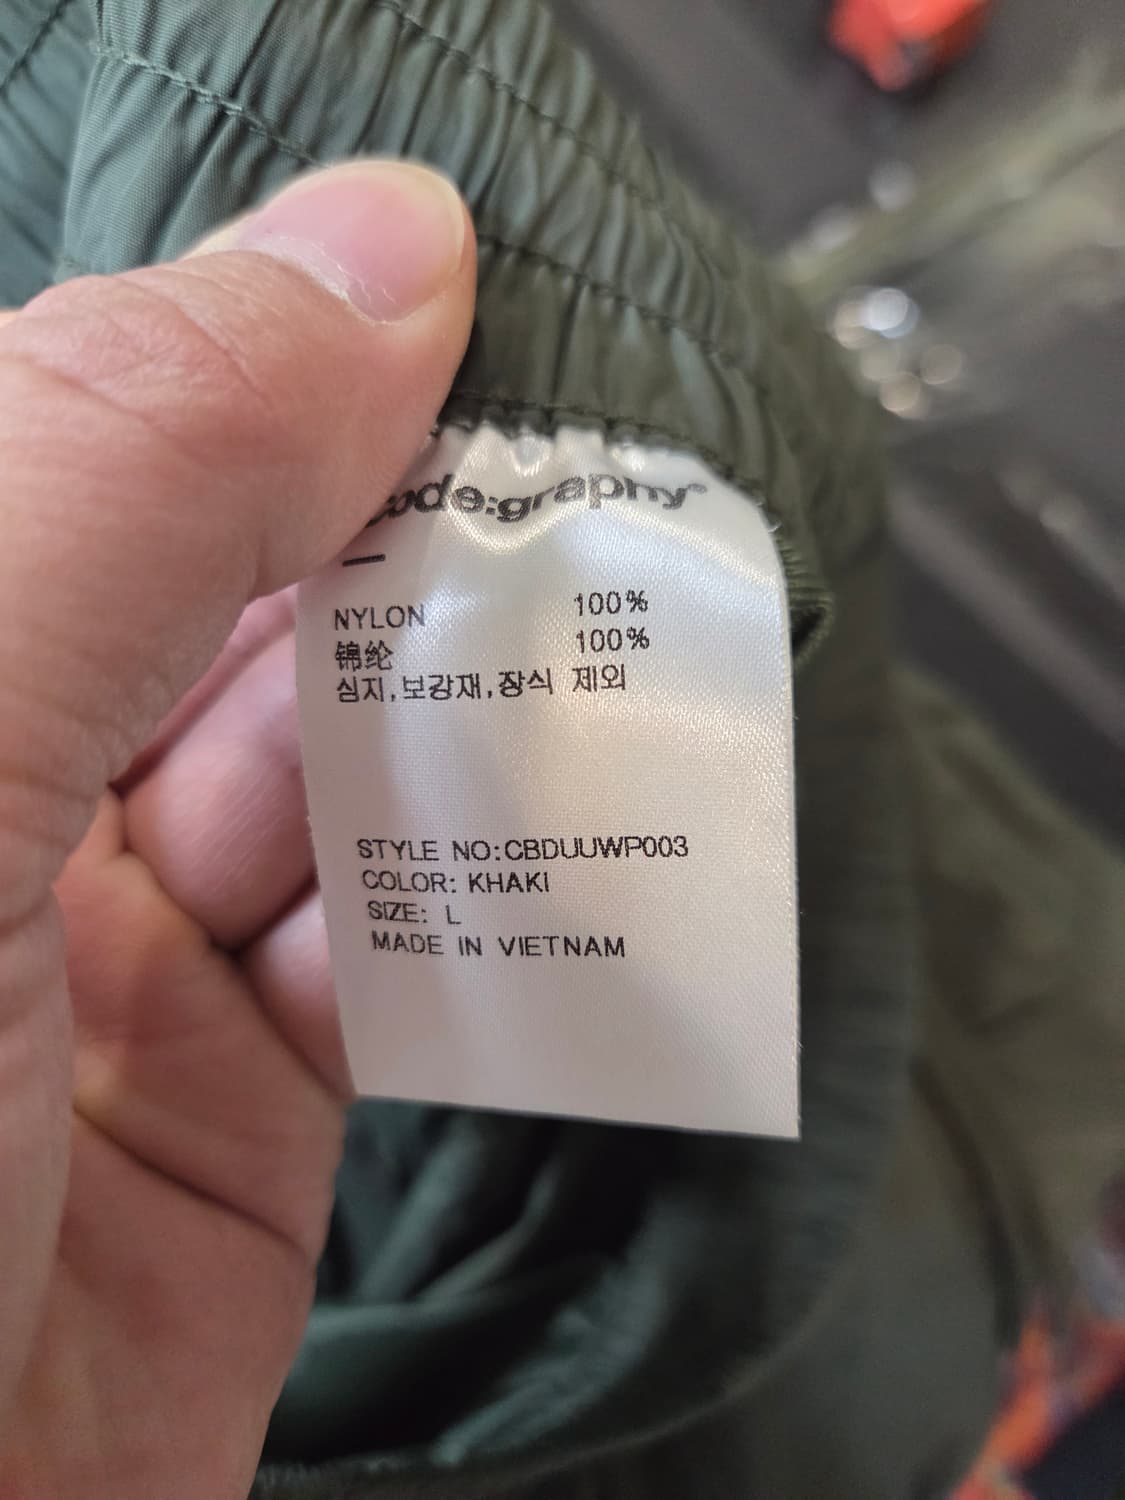 code:graphy®
NYLON 100%
锦纶 100%
심지,보강재,장식 제외
STYLE NO:CBDUUWP003
COLOR: KHAKI
SIZE: L
MADE IN VIETNAM